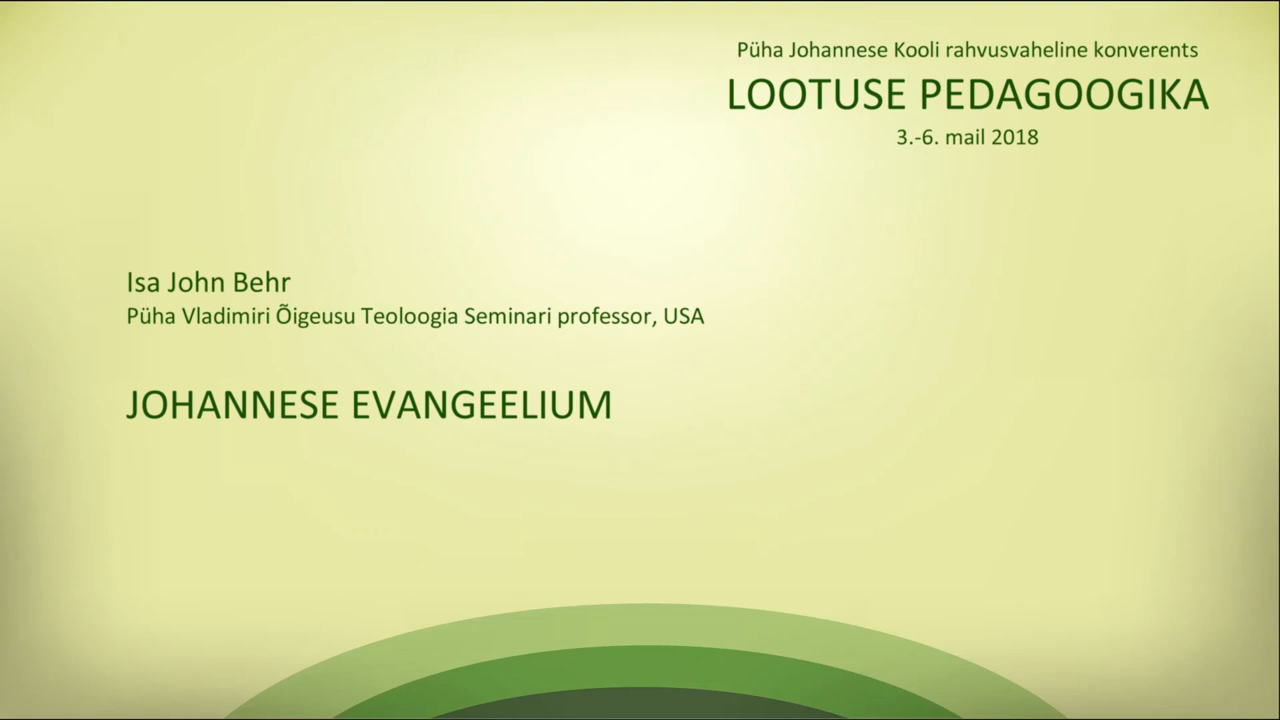 Püha Johannese Kooli rahvusvaheline konverents
LOOTUSE PEDAGOOGIKA
3.-6. mail 2018
Isa John Behr
Püha Vladimiri Õigeusu Teoloogia Seminari professor, USA
JOHANNESE EVANGEELIUM